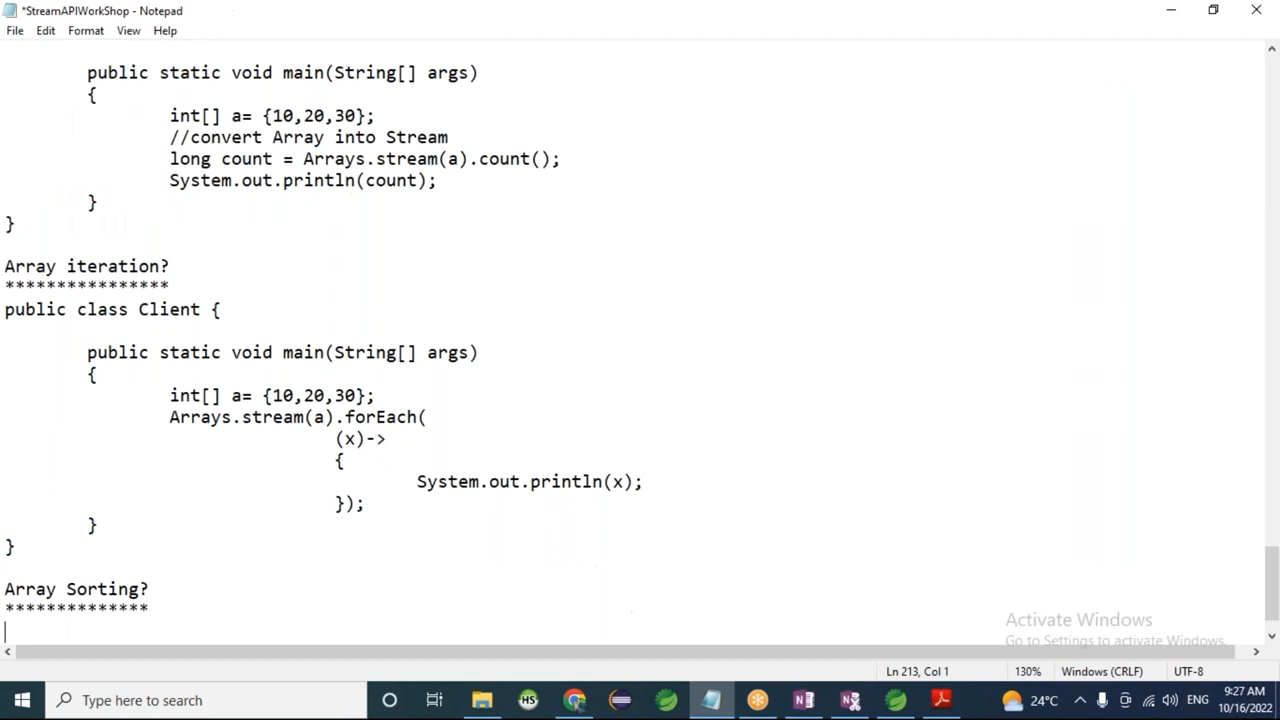 *StreamAPIWorkShop - Notepad
File Edit Format View Help
public static void main(String[] args)
{
int[] a= {10,20,30};
//convert Array into Stream
long count = Arrays.stream(a).count();
System.out.println(count);
}
}
Array iteration?
****************
public class Client {
public static void main(String[] args)
{
int[] a= {10,20,30};
Arrays.stream(a).forEach(
(x)->
{
System.out.println(x);
});
}
}
Array Sorting?
**************
Activate Windows
Go to Settings to activate Windows.
Ln 213, Col 1 130% Windows (CRLF) UTF-8
Type here to search
HS
N
N
24°C
ENG
9:27 AM
10/16/2022